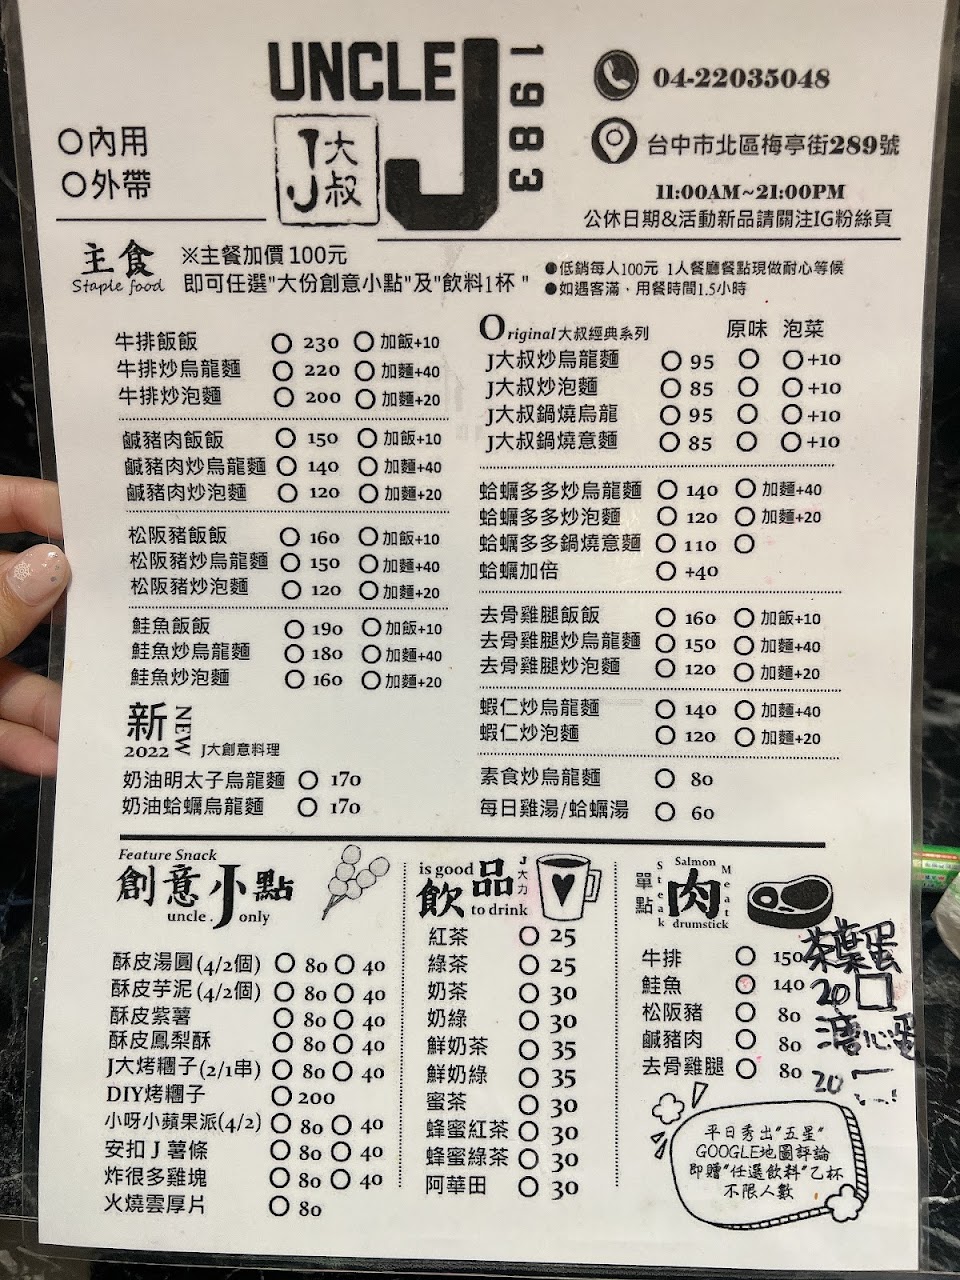 UNCLE J 1983
J大叔
04-22035048
台中市北區梅亭街289號
11:00AM~21:00PM
公休日期&活動新品請關注IG粉絲頁
○內用
○外帶
主食
Staple food
※主餐加價 100元
即可任選"大份創意小點"及"飲料1杯 "
●低銷每人100元 1人餐廳餐點現做耐心等候
●如遇客滿、用餐時間1.5小時
牛排飯飯 ○ 230 ○ 加飯+10
牛排炒烏龍麵 ○ 220 ○ 加麵+40
牛排炒泡麵 ○ 200 ○ 加麵+20
鹹豬肉飯飯 ○ 150 ○ 加飯+10
鹹豬肉炒烏龍麵 ○ 140 ○ 加麵+40
鹹豬肉炒泡麵 ○ 120 ○ 加麵+20
松阪豬飯飯 ○ 160 ○ 加飯+10
松阪豬炒烏龍麵 ○ 150 ○ 加麵+40
松阪豬炒泡麵 ○ 120 ○ 加麵+20
鮭魚飯飯 ○ 190 ○ 加飯+10
鮭魚炒烏龍麵 ○ 180 ○ 加麵+40
鮭魚炒泡麵 ○ 160 ○ 加麵+20
新 NEW
2022 J大創意料理
奶油明太子烏龍麵 ○ 170
奶油蛤蠣烏龍麵 ○ 170
Original大叔經典系列 原味 泡菜
J大叔炒烏龍麵 ○ 95 ○ ○+10
J大叔炒泡麵 ○ 85 ○ ○+10
J大叔鍋燒烏龍 ○ 95 ○ ○+10
J大叔鍋燒意麵 ○ 85 ○ ○+10
蛤蠣多多炒烏龍麵 ○ 140 ○ 加麵+40
蛤蠣多多炒泡麵 ○ 120 ○ 加麵+20
蛤蠣多多鍋燒意麵 ○ 110 ○
蛤蠣加倍 ○ +40
去骨雞腿飯飯 ○ 160 ○ 加飯+10
去骨雞腿炒烏龍麵 ○ 150 ○ 加麵+40
去骨雞腿炒泡麵 ○ 120 ○ 加麵+20
蝦仁炒烏龍麵 ○ 140 ○ 加麵+40
蝦仁炒泡麵 ○ 120 ○ 加麵+20
素食炒烏龍麵 ○ 80
每日雞湯/蛤蠣湯 ○ 60
Feature Snack
創意小點
uncle.J only
酥皮湯圓(4/2個) ○ 80 ○ 40
酥皮芋泥(4/2個) ○ 80 ○ 40
酥皮紫薯 ○ 80 ○ 40
酥皮鳳梨酥 ○ 80 ○ 40
J大烤糰子(2/1串) ○ 80 ○ 40
DIY烤糰子 ○ 200
小呀小蘋果派(4/2) ○ 80 ○ 40
安扣 J 薯條 ○ 80 ○ 40
炸很多雞塊 ○ 80 ○ 40
火燒雲厚片 ○ 80
is good
飲品
J大力
to drink
紅茶 ○ 25
綠茶 ○ 25
奶茶 ○ 30
奶綠 ○ 30
鮮奶茶 ○ 35
鮮奶綠 ○ 35
蜜茶 ○ 30
蜂蜜紅茶 ○ 30
蜂蜜綠茶 ○ 30
阿華田 ○ 30
單點
Steak
Salmon
肉
Meat
drumstick
牛排 ○ 150
鮭魚 ○ 140
松阪豬 ○ 80
鹹豬肉 ○ 80
去骨雞腿 ○ 80
茶葉蛋
20 □
溏心蛋
20
平日秀出"五星"
GOOGLE地圖評論
即贈"任選飲料"乙杯
不限人數